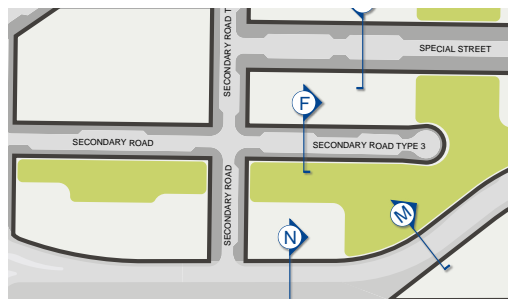 SECONDARY ROAD T
SPECIAL STREET
F
SECONDARY ROAD
SECONDARY ROAD TYPE 3
SECONDARY ROAD
M
N